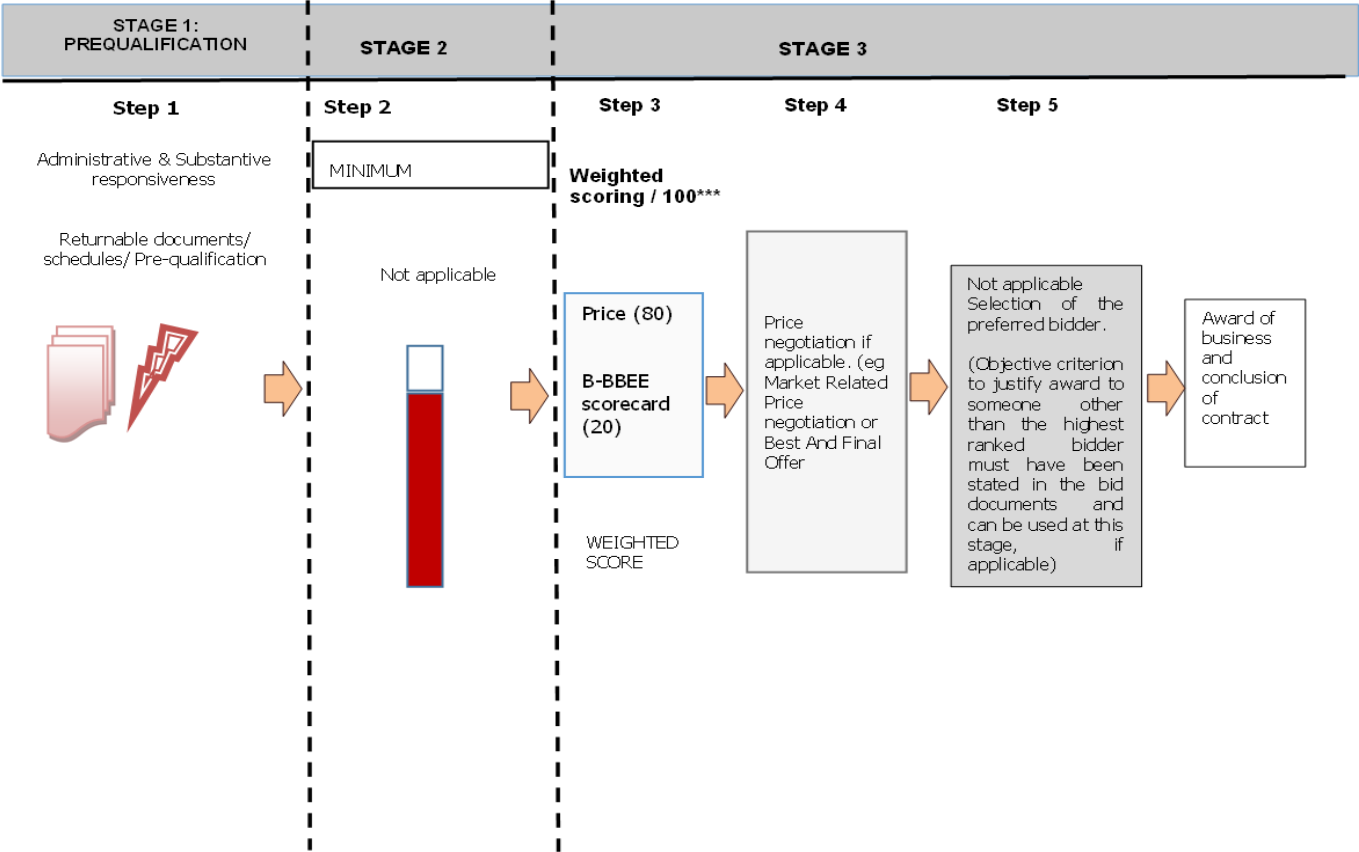 STAGE 1:
PREQUALIFICATION
STAGE 2
STAGE 3
Step 1
Step 2
Step 3
Step 4
Step 5
Administrative & Substantive
responsiveness
Returnable documents/
schedules/ Pre-qualification
MINIMUM
Not applicable
Weighted
scoring / 100***
Price (80)
B-BBEE
scorecard
(20)
WEIGHTED
SCORE
Price
negotiation if
applicable. (eg
Market Related
Price
negotiation or
Best And Final
Offer
Not applicable
Selection of the
preferred bidder.
(Objective criterion
to justify award to
someone other
than the highest
ranked bidder
must have been
stated in the bid
documents and
can be used at this
stage, if
applicable)
Award of
business
and
conclusion
of
contract